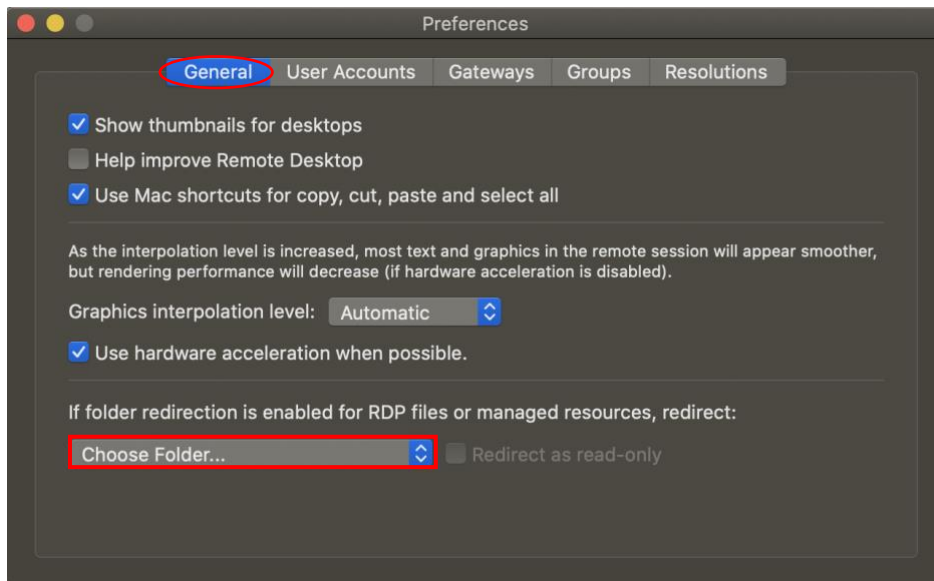 Preferences
General User Accounts Gateways Groups Resolutions
Show thumbnails for desktops
Help improve Remote Desktop
Use Mac shortcuts for copy, cut, paste and select all
As the interpolation level is increased, most text and graphics in the remote session will appear smoother,
but rendering performance will decrease (if hardware acceleration is disabled).
Graphics interpolation level: Automatic
Use hardware acceleration when possible.
If folder redirection is enabled for RDP files or managed resources, redirect:
Choose Folder... Redirect as read-only